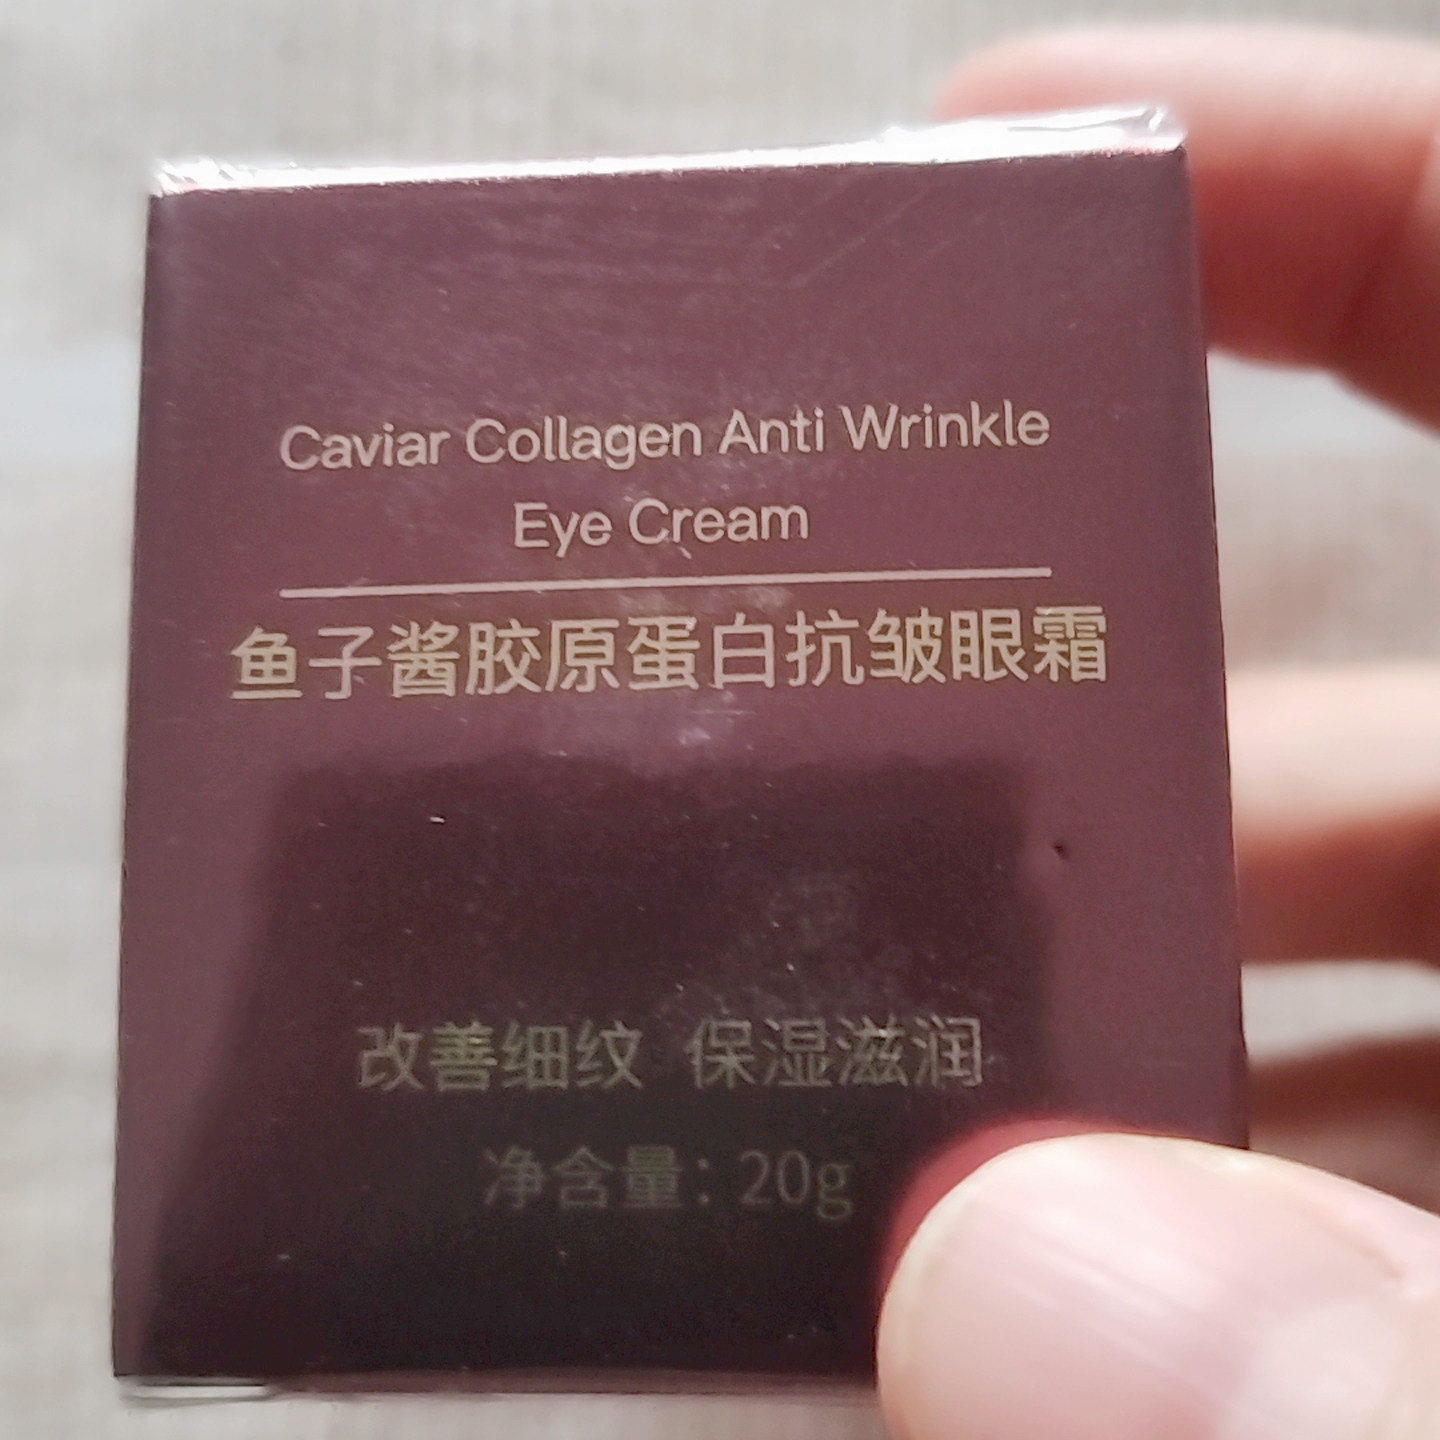 Caviar Collagen Anti Wrinkle
Eye Cream
鱼子酱胶原蛋白抗皱眼霜
改善细纹 保湿滋润
净含量：20g